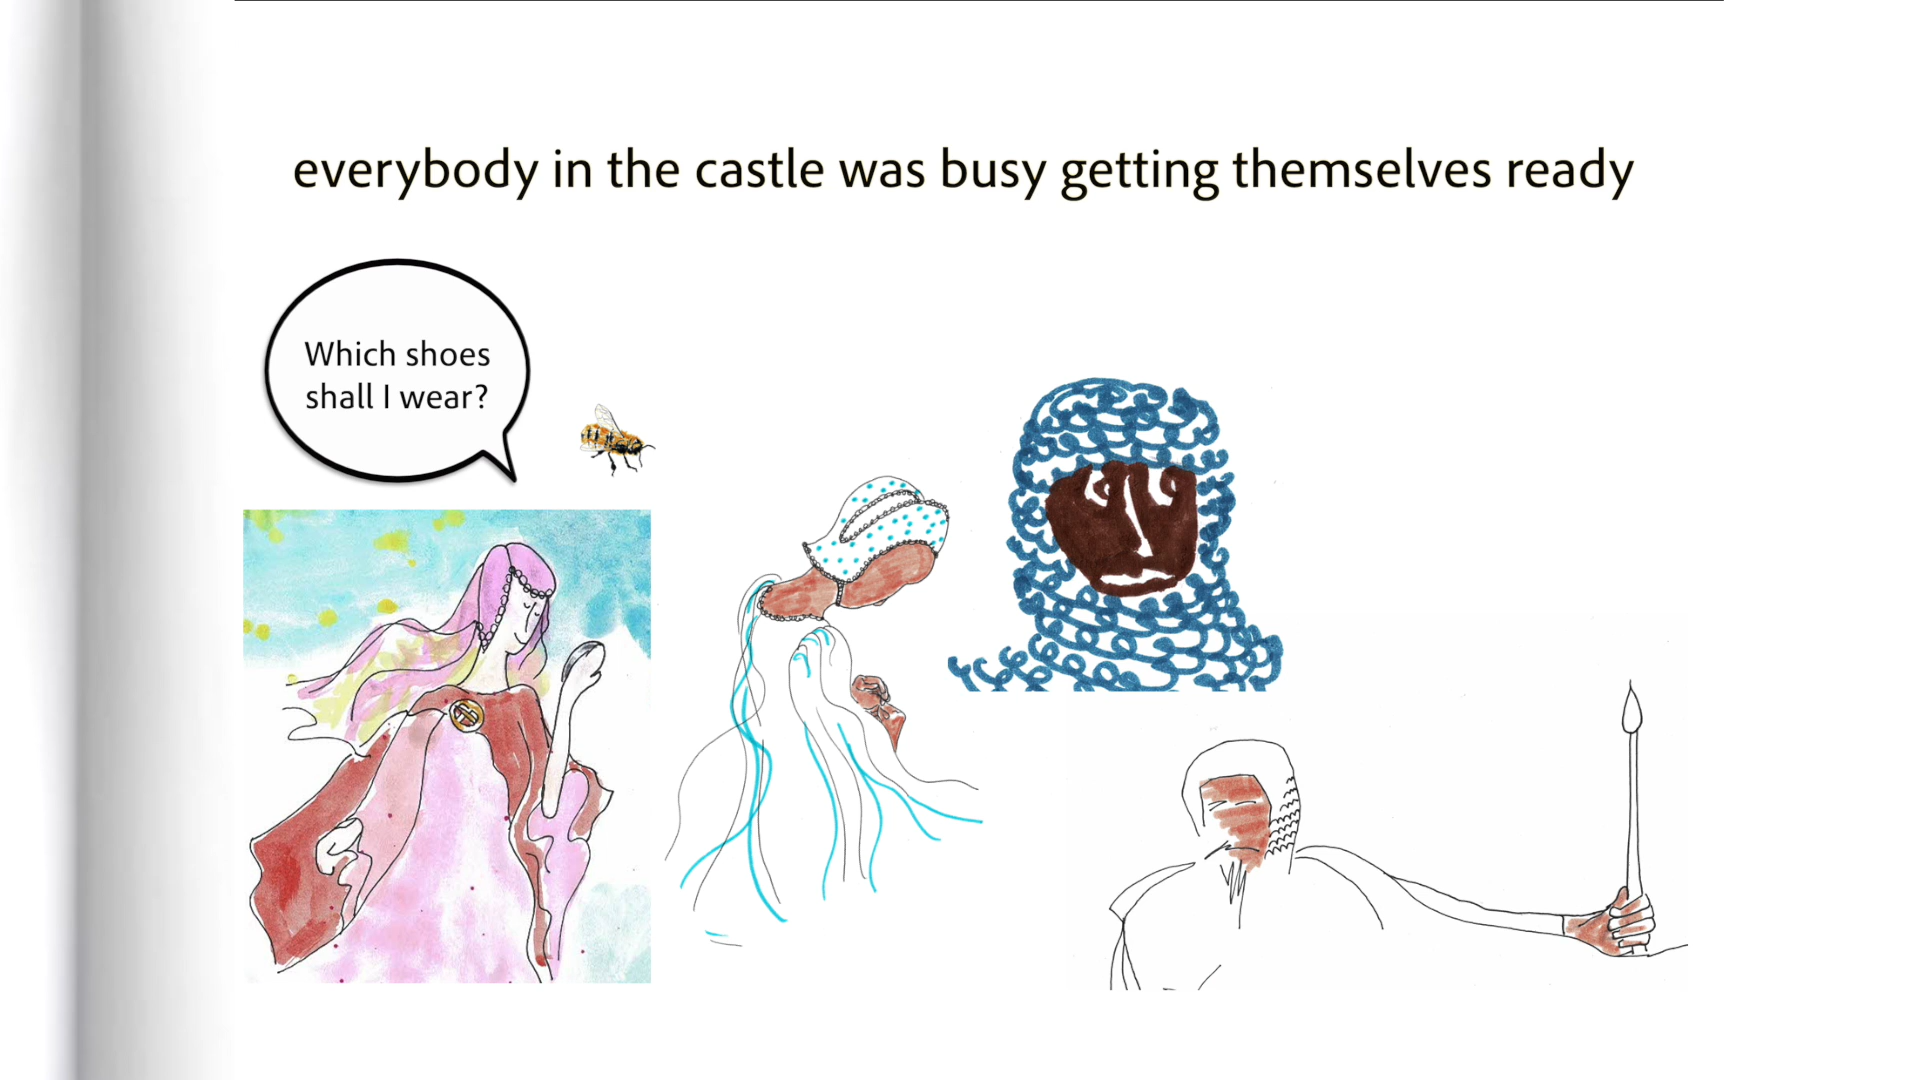 everybody in the castle was busy getting themselves ready
Which shoes
shall I wear?